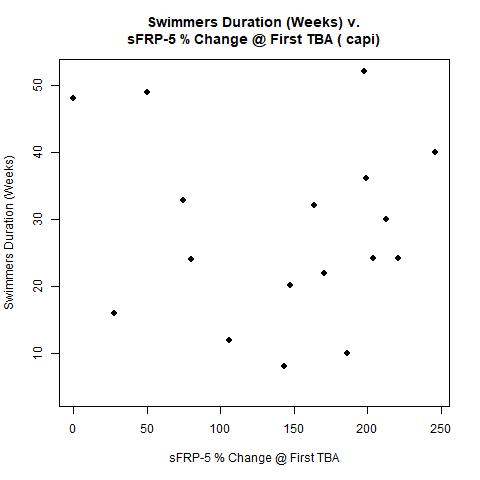 Swimmers Duration (Weeks) v.
sFRP-5 % Change @ First TBA ( capi)
Swimmers Duration (Weeks)
50
40
30
20
10
0
50
100
150
200
250
sFRP-5 % Change @ First TBA